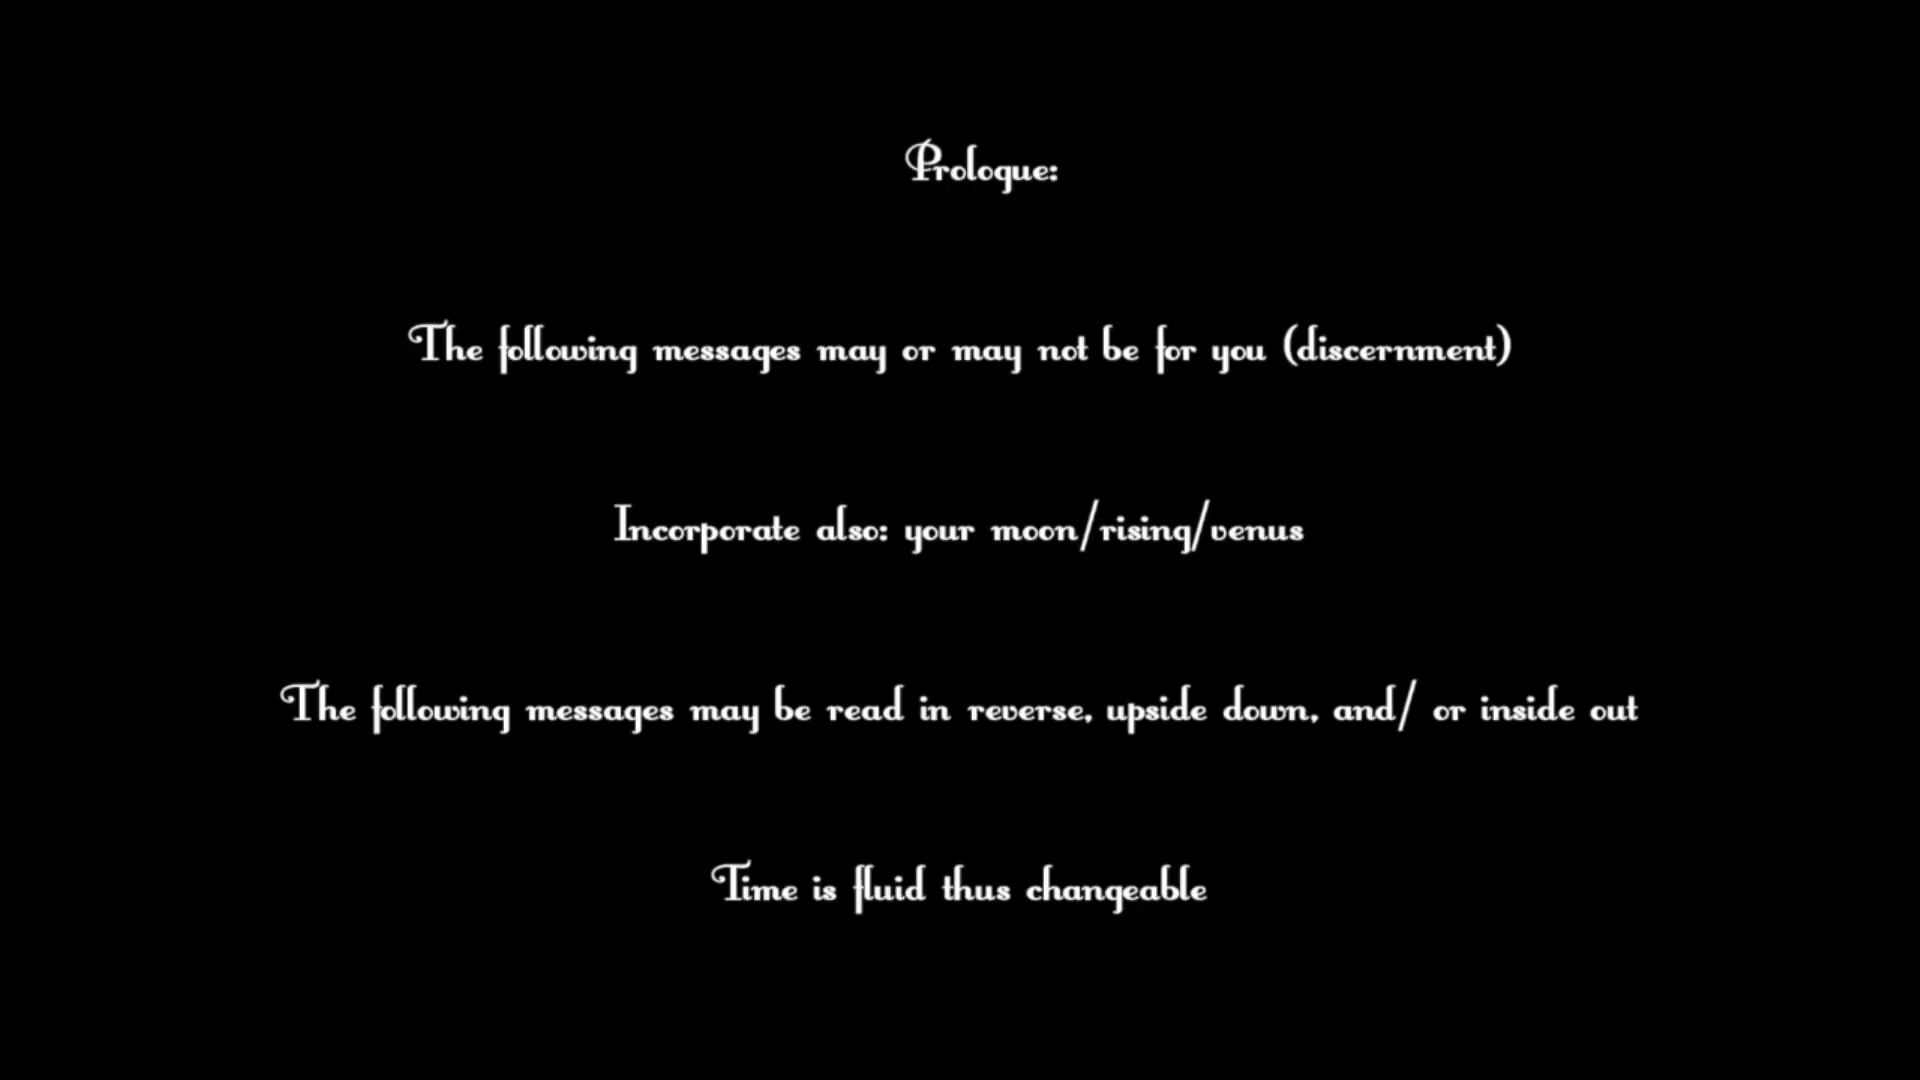 Prologue:
The following messages may or may not be for you (discernment)
Incorporate also: your moon/rising/venus
The following messages may be read in reverse, upside down, and/ or inside out
Time is fluid thus changeable